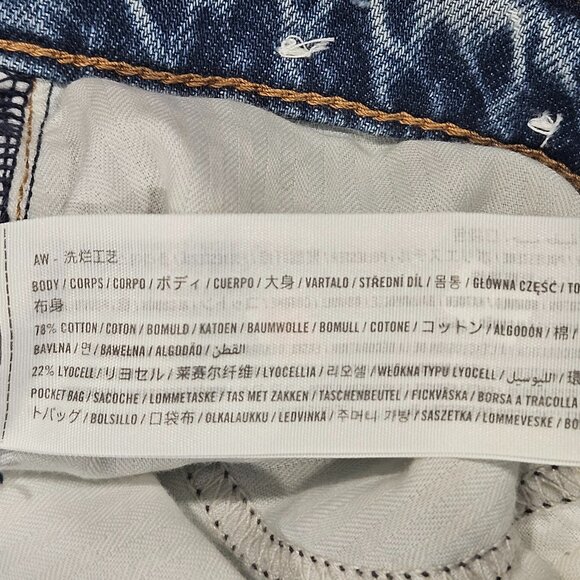 AW - 洗烂工艺
BODY / CORPS / CORPO / ボディ / CUERPO / 大身 / VARTALO / STŘEDNÍ DÍL / 몸통 / GŁÓWNA CZĘŚĆ / TO
布身
78% COTTON / COTON / BOMULD / KATOEN / BAUMWOLLE / BOMULL / COTONE / コットン / ALGODÓN / 棉 /
BAVLNA / 면 / BAWEŁNA / ALGODÃO / القطن
22% LYOCELL / リヨセル / 莱赛尔纤维 / LYOCELLIA / 리오셀 / WŁÓKNA TYPU LYOCELL / الليوسيل / 環
POCKET BAG / SACOCHE / LOMMETASKE / TAS MET ZAKKEN / TASCHENBEUTEL / FICKVÄSKA / BORSA A TRACOLLA
トバッグ / BOLSILLO / 口袋布 / OLKALAUKKU / LEDVINKA / 주머니 가방 / SASZETKA / LOMMEVESKE / BO